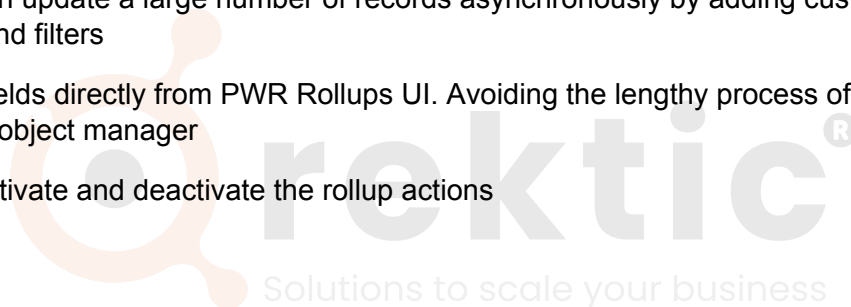 update a large number of records asynchronously by adding
nd filters
elds directly from PWR Rollups UI. Avoiding the lengthy process of
object manager
tivate and deactivate the rollup actions
rektic®
Solutions to scale your business